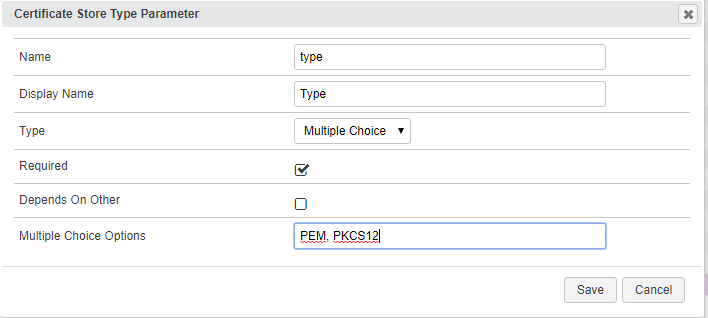 Certificate Store Type Parameter
Name type
Display Name Type
Type Multiple Choice
Required
Depends On Other
Multiple Choice Options PEM, PKCS12
Save Cancel